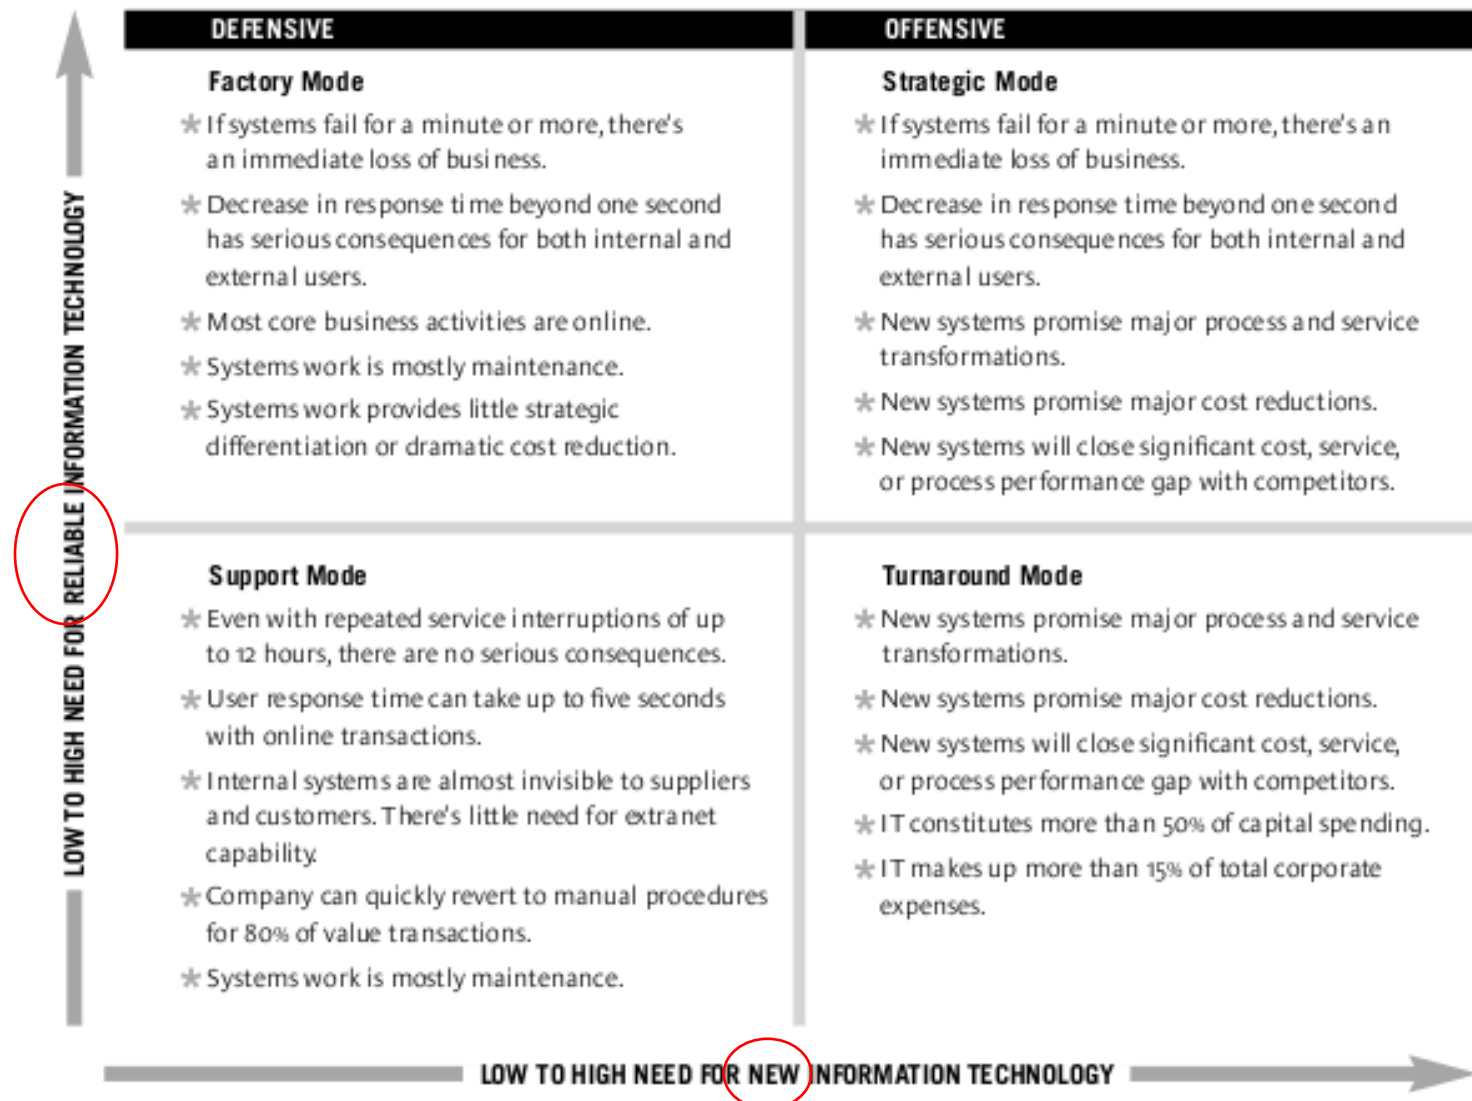 DEFENSIVE
Factory Mode
* If systems fail for a minute or more, there's
an immediate loss of business.
* Decrease in response time beyond one second
has serious consequences for both internal and
external users.
* Most core business activities are online.
* Systems work is mostly maintenance.
* Systems work provides little strategic
differentiation or dramatic cost reduction.
OFFENSIVE
Strategic Mode
* If systems fail for a minute or more, there's an
immediate loss of business.
* Decrease in response time beyond one second
has serious consequences for both internal and
external users.
* New systems promise major process and service
transformations.
* New systems promise major cost reductions.
* New systems will close significant cost, service,
or process performance gap with competitors.
Support Mode
* Even with repeated service interruptions of up
to 12 hours, there are no serious consequences.
* User response time can take up to five seconds
with online transactions.
* Internal systems are almost invisible to suppliers
and customers. There's little need for extranet
capability.
* Company can quickly revert to manual procedures
for 80% of value transactions.
* Systems work is mostly maintenance.
Turnaround Mode
* New systems promise major process and service
transformations.
* New systems promise major cost reductions.
* New systems will close significant cost, service,
or process performance gap with competitors.
* IT constitutes more than 50% of capital spending.
* IT makes up more than 15% of total corporate
expenses.
LOW TO HIGH NEED FOR RELIABLE INFORMATION TECHNOLOGY
LOW TO HIGH NEED FOR NEW INFORMATION TECHNOLOGY